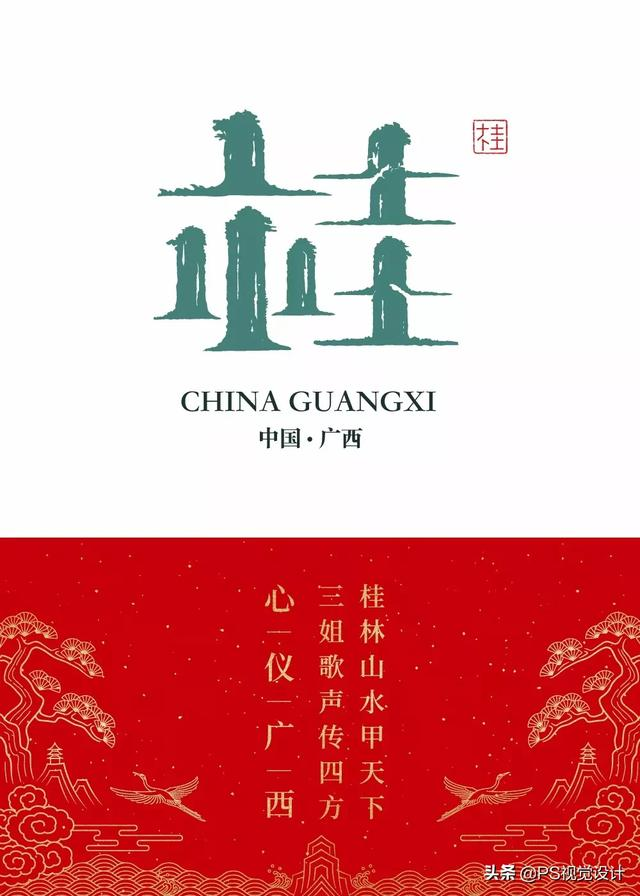 桂
桂
CHINA GUANGXI
中国·广西
桂林山水甲天下
三姐歌声传四方
心—仪—广—西
头条 @PS视觉设计